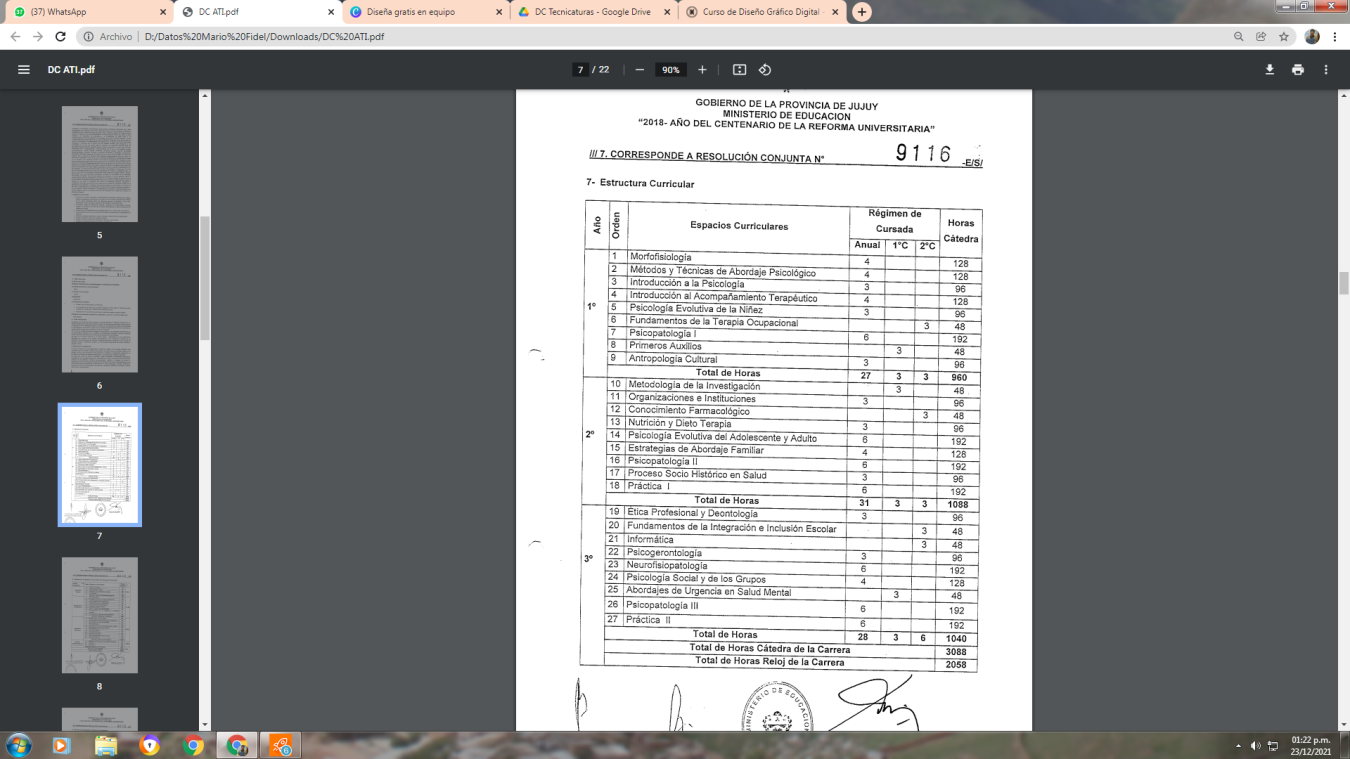 (37) WhatsApp
DC ATI.pdf
Diseña gratis en equipo
DC Tecnicaturas - Google Drive
Curso de Diseño Gráfico Digital -
Archivo D:/Datos%20Mario%20Fidel/Downloads/DC%20ATI.pdf
DC ATI.pdf 7 / 22 90%
5
6
7
8
GOBIERNO DE LA PROVINCIA DE JUJUY
MINISTERIO DE EDUCACION
"2018- AÑO DEL CENTENARIO DE LA REFORMA UNIVERSITARIA"
/// 7. CORRESPONDE A RESOLUCIÓN CONJUNTA N° 9116 -E/S/
7- Estructura Curricular
Año Orden Espacios Curriculares Régimen de Cursada Horas Cátedra
Anual 1°C 2°C
1º
1 Morfofisiología 4 128
2 Métodos y Técnicas de Abordaje Psicológico 4 128
3 Introducción a la Psicología 3 96
4 Introducción al Acompañamiento Terapéutico 4 128
5 Psicología Evolutiva de la Niñez 3 96
6 Fundamentos de la Terapia Ocupacional 3 48
7 Psicopatología I 6 192
8 Primeros Auxilios 3 48
9 Antropología Cultural 3 96
Total de Horas 27 3 3 960
2º
10 Metodología de la Investigación 3 48
11 Organizaciones e Instituciones 3 96
12 Conocimiento Farmacológico 3 48
13 Nutrición y Dieto Terapia 3 96
14 Psicología Evolutiva del Adolescente y Adulto 6 192
15 Estrategias de Abordaje Familiar 4 128
16 Psicopatología II 6 192
17 Proceso Socio Histórico en Salud 3 96
18 Práctica I 6 192
Total de Horas 31 3 3 1088
3º
19 Ética Profesional y Deontología 3 96
20 Fundamentos de la Integración e Inclusión Escolar 3 48
21 Informática 3 48
22 Psicogerontología 3 96
23 Neurofisiopatología 6 192
24 Psicología Social y de los Grupos 4 128
25 Abordajes de Urgencia en Salud Mental 3 48
26 Psicopatología III 6 192
27 Práctica II 6 192
Total de Horas 28 3 6 1040
Total de Horas Cátedra de la Carrera 3088
Total de Horas Reloj de la Carrera 2058
MINISTERIO DE EDUCACION
6
01:22 p.m.
23/12/2021